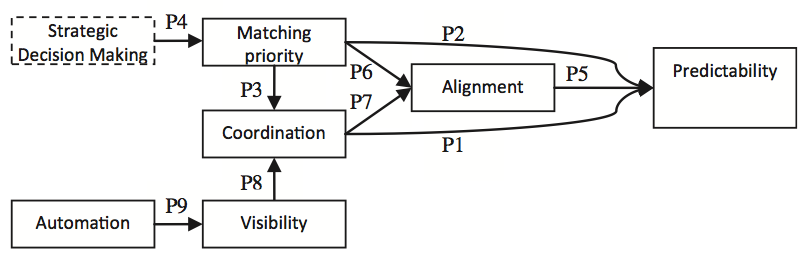 Strategic
Decision Making
P4
Matching
priority
P2
P6
P3
P7
Alignment
P5
Predictability
Coordination
P1
P8
Automation
P9
Visibility